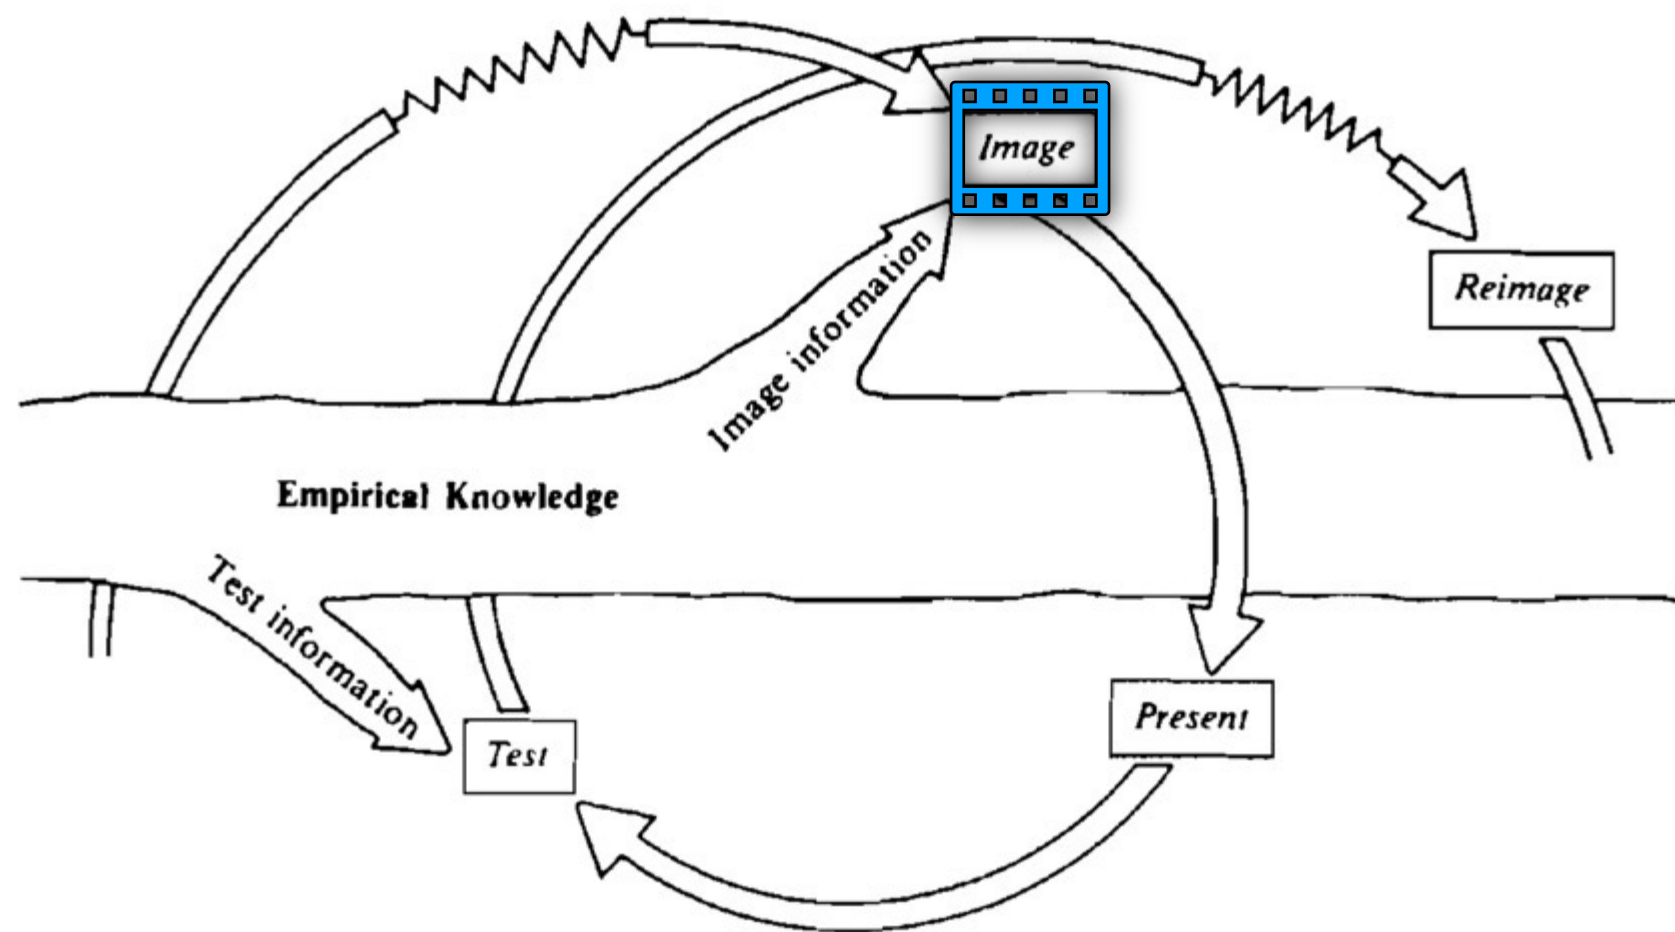 Image
Reimage
Image information
Empirical Knowledge
Test information
Present
Test